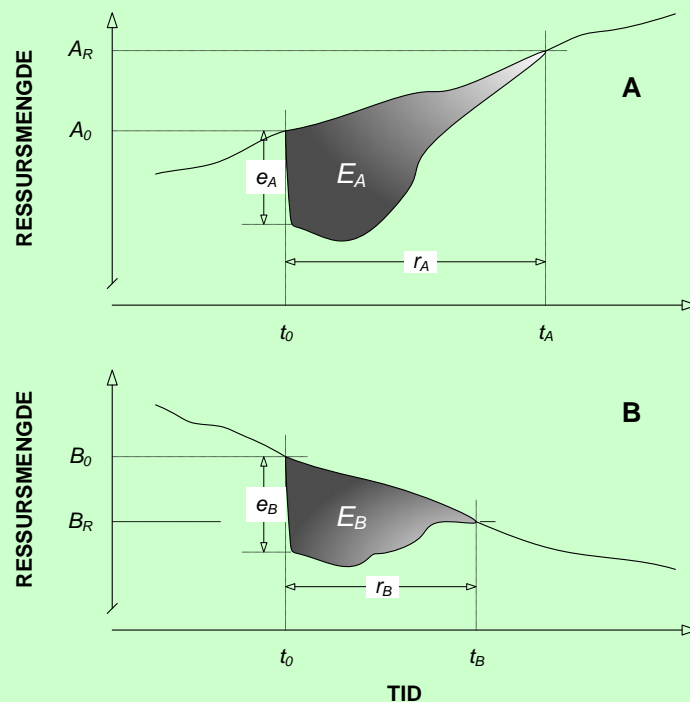 RESSURSMENGDE
A
A_R
A_0
e_A
E_A
r_A
t_0
t_A
RESSURSMENGDE
B
B_0
B_R
e_B
E_B
r_B
t_0
t_B
TID